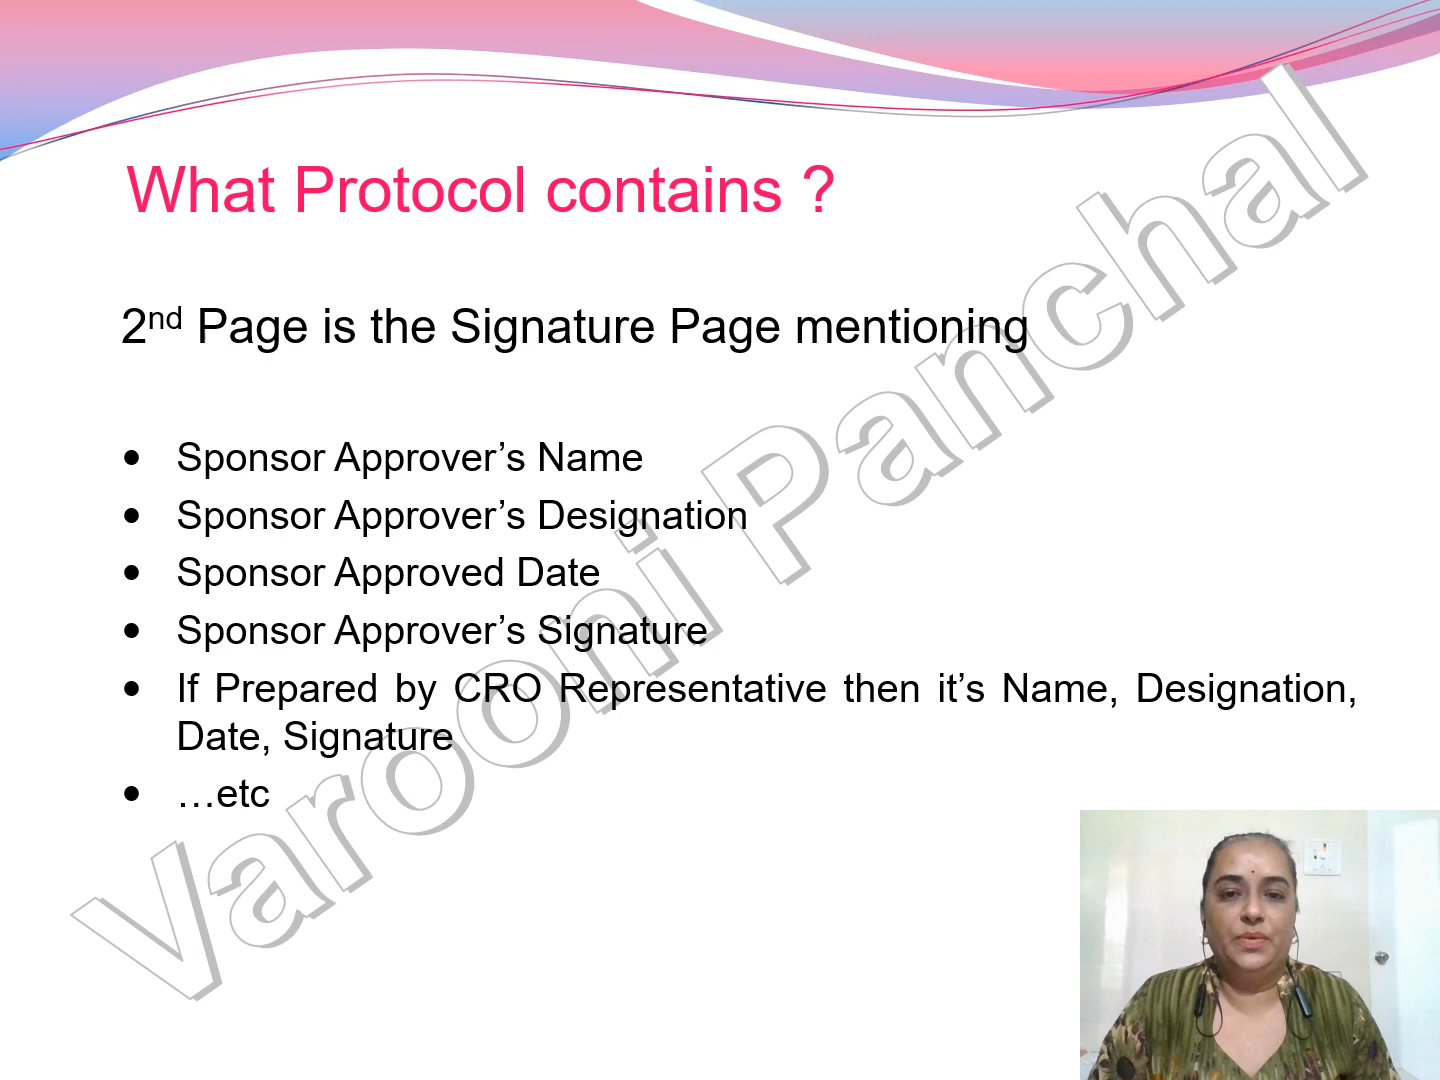 What Protocol contains ?
2nd Page is the Signature Page mentioning
• Sponsor Approver’s Name
• Sponsor Approver’s Designation
• Sponsor Approved Date
• Sponsor Approver’s Signature
• If Prepared by CRO Representative then it’s Name, Designation,
Date, Signature
• …etc
Varooni Panchal